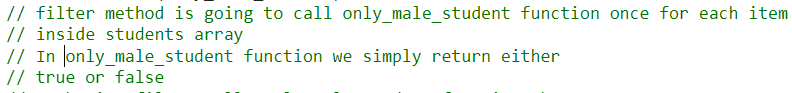 // filter method is going to call only_male_student function once for each item
// inside students array
// In only_male_student function we simply return either
// true or false